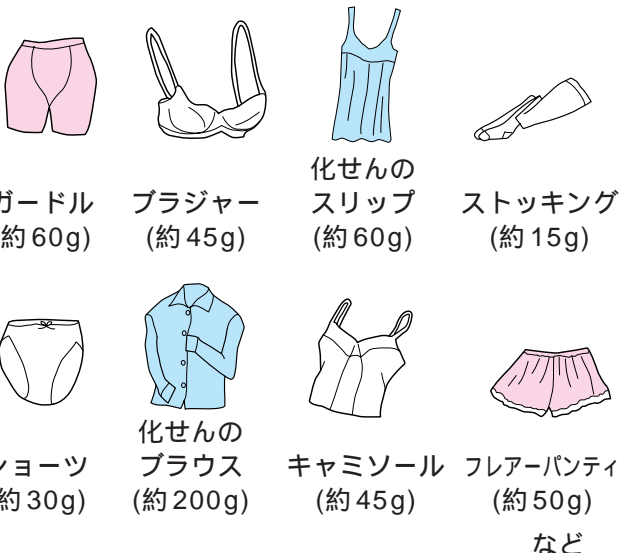 ガードル
(約60g)
ブラジャー
(約45g)
化せんの
スリップ
(約60g)
ストッキング
(約15g)
ショーツ
(約30g)
化せんの
ブラウス
(約200g)
キャミソール
(約45g)
フレアーパンティ
(約50g)
など